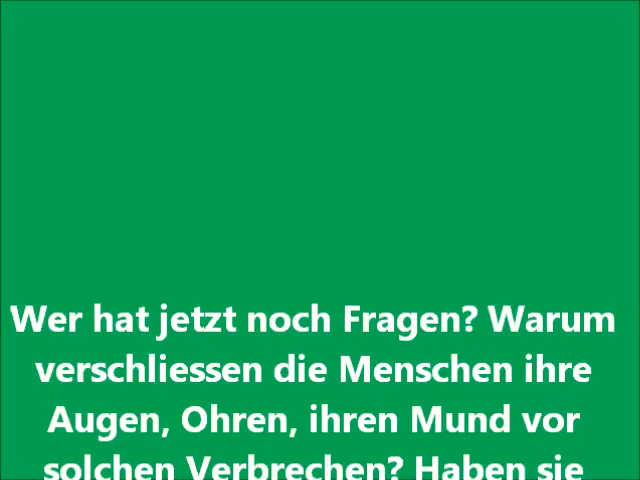 Wer hat jetzt noch Fragen? Warum
verschliessen die Menschen ihre
Augen, Ohren, ihren Mund vor
solchen Verbrechen? Haben sie